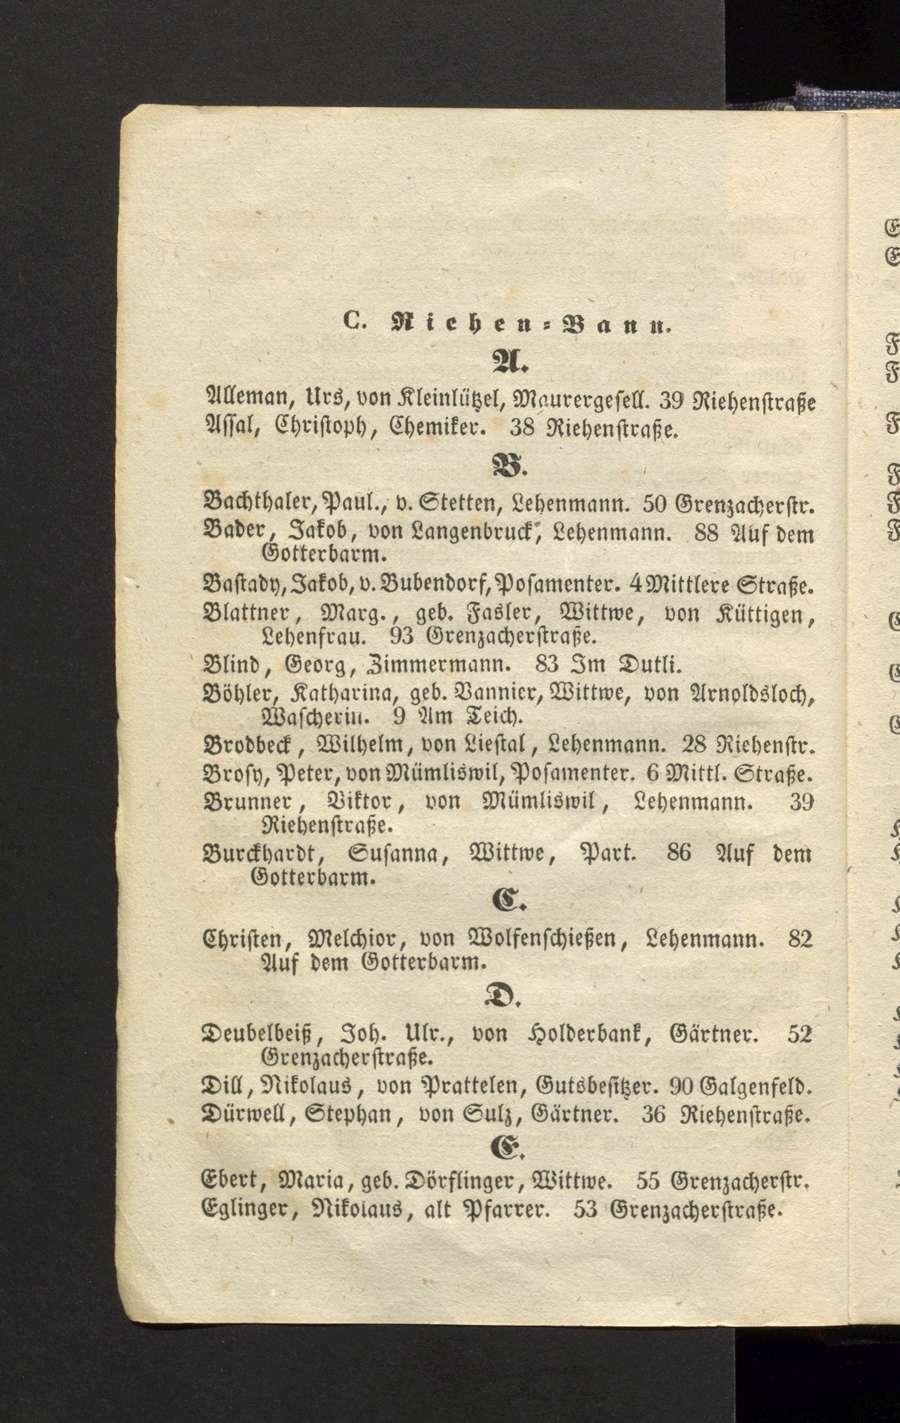 C. Riehen-Bann.
A.
Alleman, Urs, von Kleinlützel, Maurergesell. 39 Riehenstraße
Assal, Christoph, Chemiker. 38 Riehenstraße.
B.
Bachthaler, Paul., v. Stetten, Lehenmann. 50 Grenzacherstr.
Bader, Jakob, von Langenbruck, Lehenmann. 88 Auf dem
Gotterbarm.
Bastady, Jakob, v. Bubendorf, Posamenter. 4 Mittlere Straße.
Blattner, Marg., geb. Fasler, Wittwe, von Küttigen,
Lehenfrau. 93 Grenzacherstraße.
Blind, Georg, Zimmermann. 83 Im Dutli.
Böhler, Katharina, geb. Vannier, Wittwe, von Arnoldsloch,
Wascherin. 9 Am Teich.
Brodbeck, Wilhelm, von Liestal, Lehenmann. 28 Riehenstr.
Brosy, Peter, von Mümliswil, Posamenter. 6 Mittl. Straße.
Brunner, Viktor, von Mümliswil, Lehenmann. 39
Riehenstraße.
Burckhardt, Susanna, Wittwe, Part. 86 Auf dem
Gotterbarm.
C.
Christen, Melchior, von Wolfenschießen, Lehenmann. 82
Auf dem Gotterbarm.
D.
Deubelbeiß, Joh. Ulr., von Holderbank, Gärtner. 52
Grenzacherstraße.
Dill, Nikolaus, von Prattelen, Gutsbesitzer. 90 Galgenfeld.
Dürwell, Stephan, von Sulz, Gärtner. 36 Riehenstraße.
E.
Ebert, Maria, geb. Dörflinger, Wittwe. 55 Grenzacherstr.
Eglinger, Nikolaus, alt Pfarrer. 53 Grenzacherstraße.